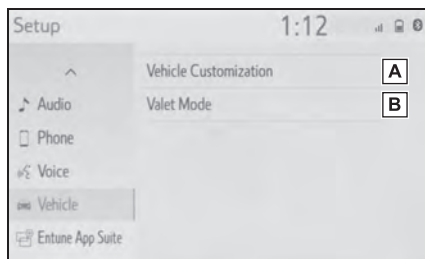 Setup
1:12
Vehicle Customization
A
Audio
Valet Mode
B
Phone
Voice
Vehicle
Entune App Suite